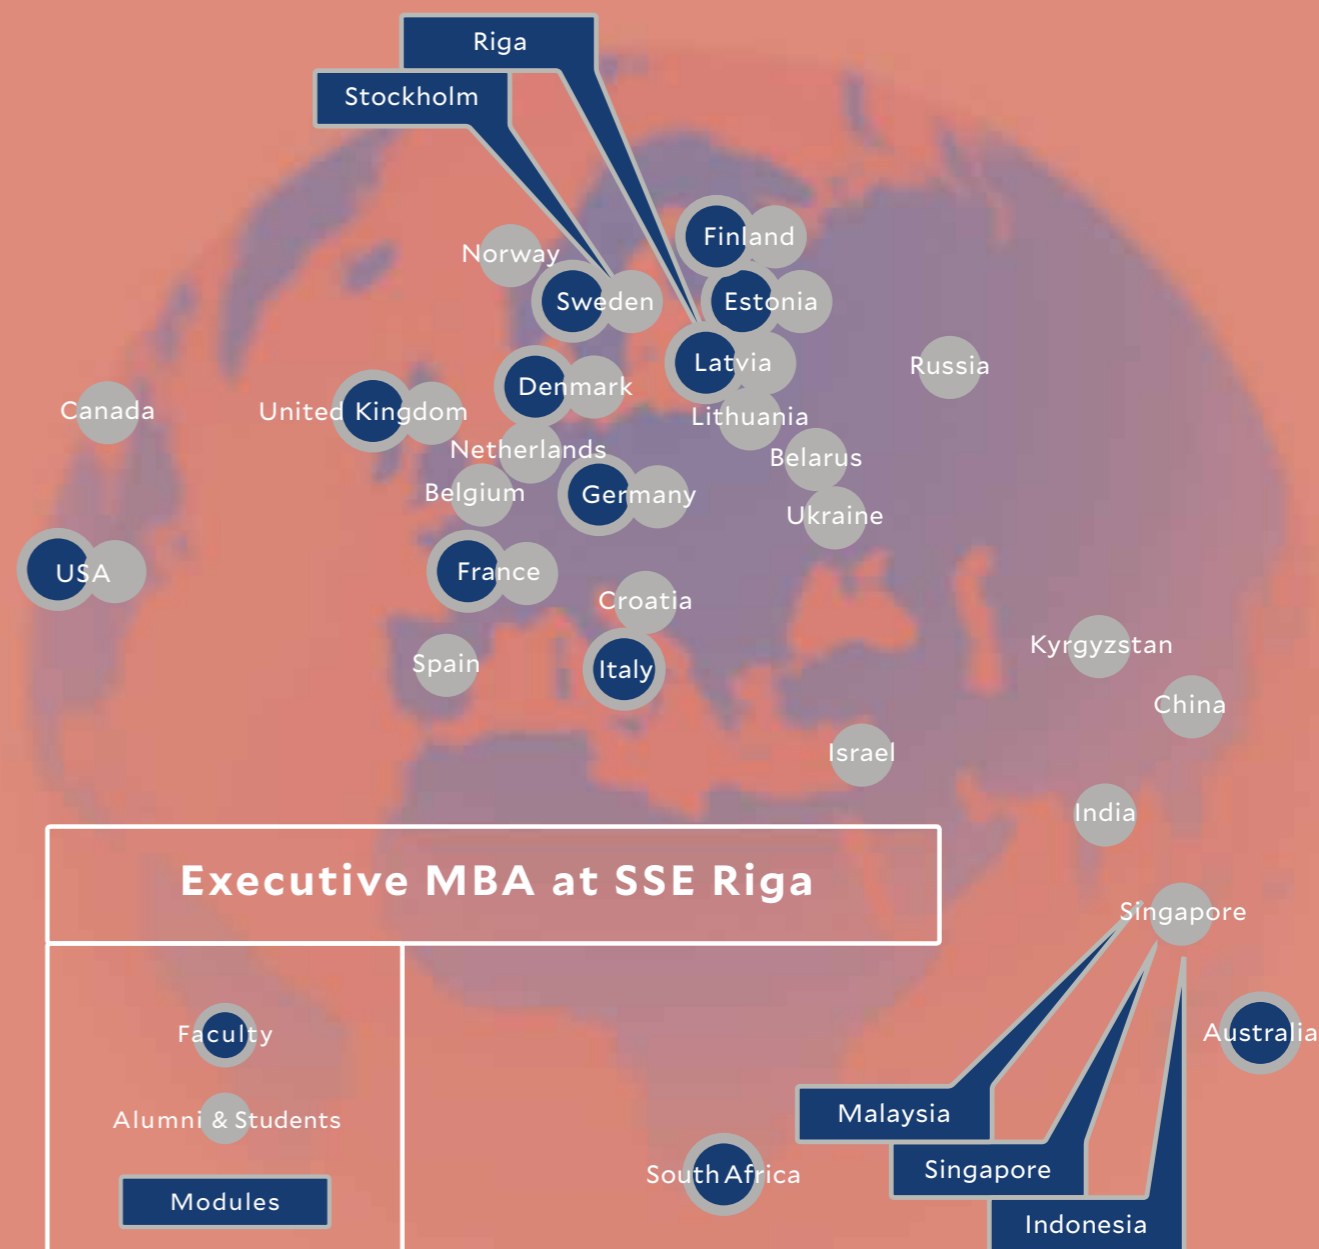 Riga
Stockholm
Finland
Norway
Sweden
Estonia
Latvia
Russia
Denmark
Canada
United Kingdom
Lithuania
Netherlands
Belarus
Belgium
Germany
Ukraine
USA
France
Croatia
Kyrgyzstan
Spain
Italy
China
Israel
India
Executive MBA at SSE Riga
Singapore
Faculty
Australia
Alumni & Students
Malaysia
Singapore
South Africa
Modules
Indonesia